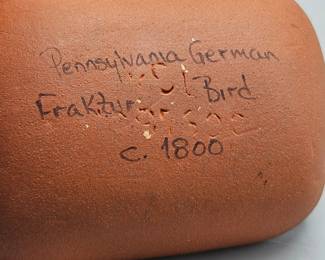 Pennsylvania German
Fraktur Bird
c. 1800